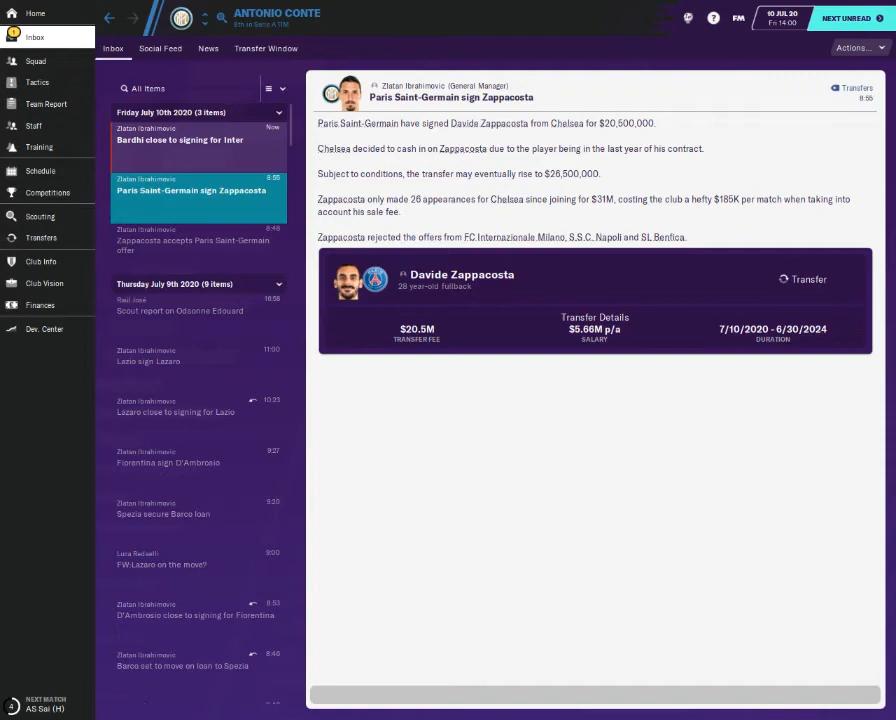 Home
1
Inbox
Squad
Tactics
Team Report
Staff
Training
Schedule
Competitions
Scouting
Transfers
Club Info
Club Vision
Finances
Dev. Center
4
NEXT MATCH
AS Sai (H)
ANTONIO CONTE
?
FM
10 JUL 20
Fri 14:00
NEXT UNREAD
Inbox
Social Feed
News
Transfer Window
Actions...
All Items
Friday July 10th 2020 (3 items)
Zlatan Ibrahimovic
Now
Bardhi close to signing for Inter
Zlatan Ibrahimovic
8:55
Paris Saint-Germain sign Zappacosta
Zlatan Ibrahimovic
8:48
Zappacosta accepts Paris Saint-Germain
offer
Thursday July 9th 2020 (9 items)
Raúl José
16:58
Scout report on Odsonne Edouard
Zlatan Ibrahimovic
11:00
Lazio sign Lazaro
Zlatan Ibrahimovic
10:23
Lazaro close to signing for Lazio
Zlatan Ibrahimovic
9:27
Fiorentina sign D'Ambrosio
Zlatan Ibrahimovic
9:20
Spezia secure Barco loan
Luca Radaelli
9:00
FW:Lazaro on the move?
Zlatan Ibrahimovic
8:53
D'Ambrosio close to signing for Fiorentina
Zlatan Ibrahimovic
8:46
Barco set to move on loan to Spezia
Zlatan Ibrahimovic (General Manager)
Paris Saint-Germain sign Zappacosta
Transfers
8:55
Paris Saint-Germain have signed Davide Zappacosta from Chelsea for $20,500,000.
Chelsea decided to cash in on Zappacosta due to the player being in the last year of his contract.
Subject to conditions, the transfer may eventually rise to $26,500,000.
Zappacosta only made 26 appearances for Chelsea since joining for $31M, costing the club a hefty $185K per match when taking into
account his sale fee.
Zappacosta rejected the offers from FC Internazionale Milano, S.S.C. Napoli and SL Benfica.
Davide Zappacosta
28 year-old fullback
Transfer
Transfer Details
$20.5M
$5.66M p/a
7/10/2020 - 6/30/2024
TRANSFER FEE
SALARY
DURATION